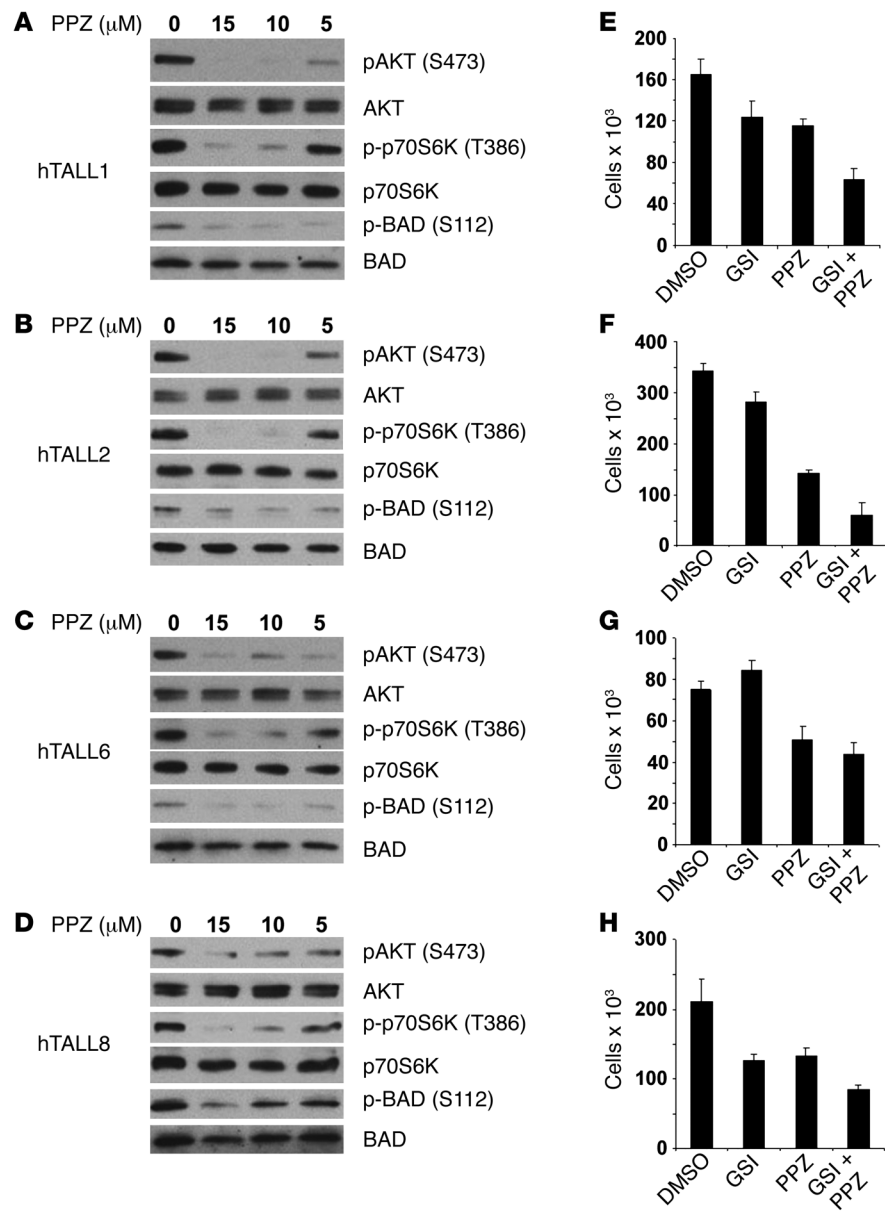 A PPZ (μM) 0 15 10 5
pAKT (S473)
AKT
p-p70S6K (T386)
hTALL1
p70S6K
p-BAD (S112)
BAD
E
Cells x 10³
200
160
120
80
40
0
DMSO GSI PPZ GSI + PPZ
B PPZ (μM) 0 15 10 5
pAKT (S473)
AKT
p-p70S6K (T386)
hTALL2
p70S6K
p-BAD (S112)
BAD
F
Cells x 10³
400
300
200
100
0
DMSO GSI PPZ GSI + PPZ
C PPZ (μM) 0 15 10 5
pAKT (S473)
AKT
p-p70S6K (T386)
hTALL6
p70S6K
p-BAD (S112)
BAD
G
Cells x 10³
100
80
60
40
20
0
DMSO GSI PPZ GSI + PPZ
D PPZ (μM) 0 15 10 5
pAKT (S473)
AKT
p-p70S6K (T386)
hTALL8
p70S6K
p-BAD (S112)
BAD
H
Cells x 10³
300
200
100
0
DMSO GSI PPZ GSI + PPZ